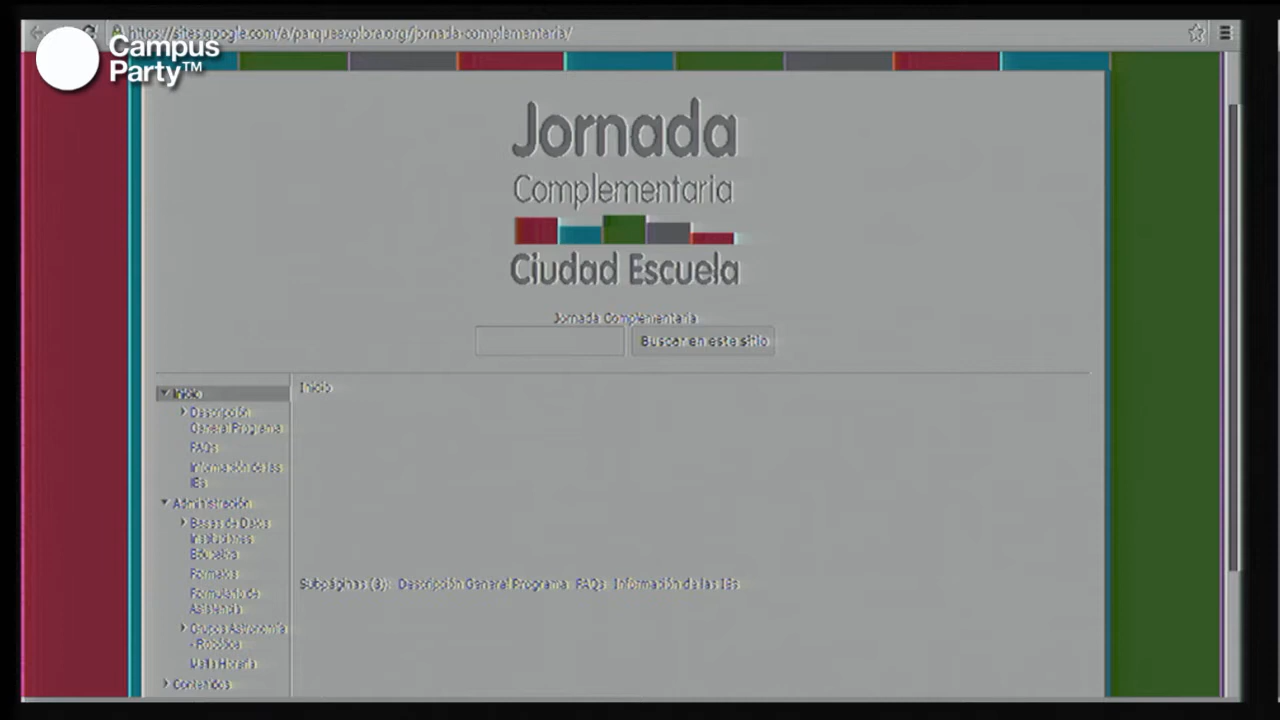 https://sites.google.com/a/parqueexplora.org/jornada-complementaria/
Campus
Party™
Jornada
Complementaria
Ciudad Escuela
Jornada Complementaria
Buscar en este sitio
Inicio
Inicio
Descripción
General Programa
FAQs
Información de las
IEs
Administración
Bases de Datos
Instituciones
Educativa
Formatos
Formulario de
Asistencia
Grupos Astronomía
- Robótica
Malla Horaria
Contenidos
Subpáginas (3): Descripción General Programa FAQs Información de las IEs